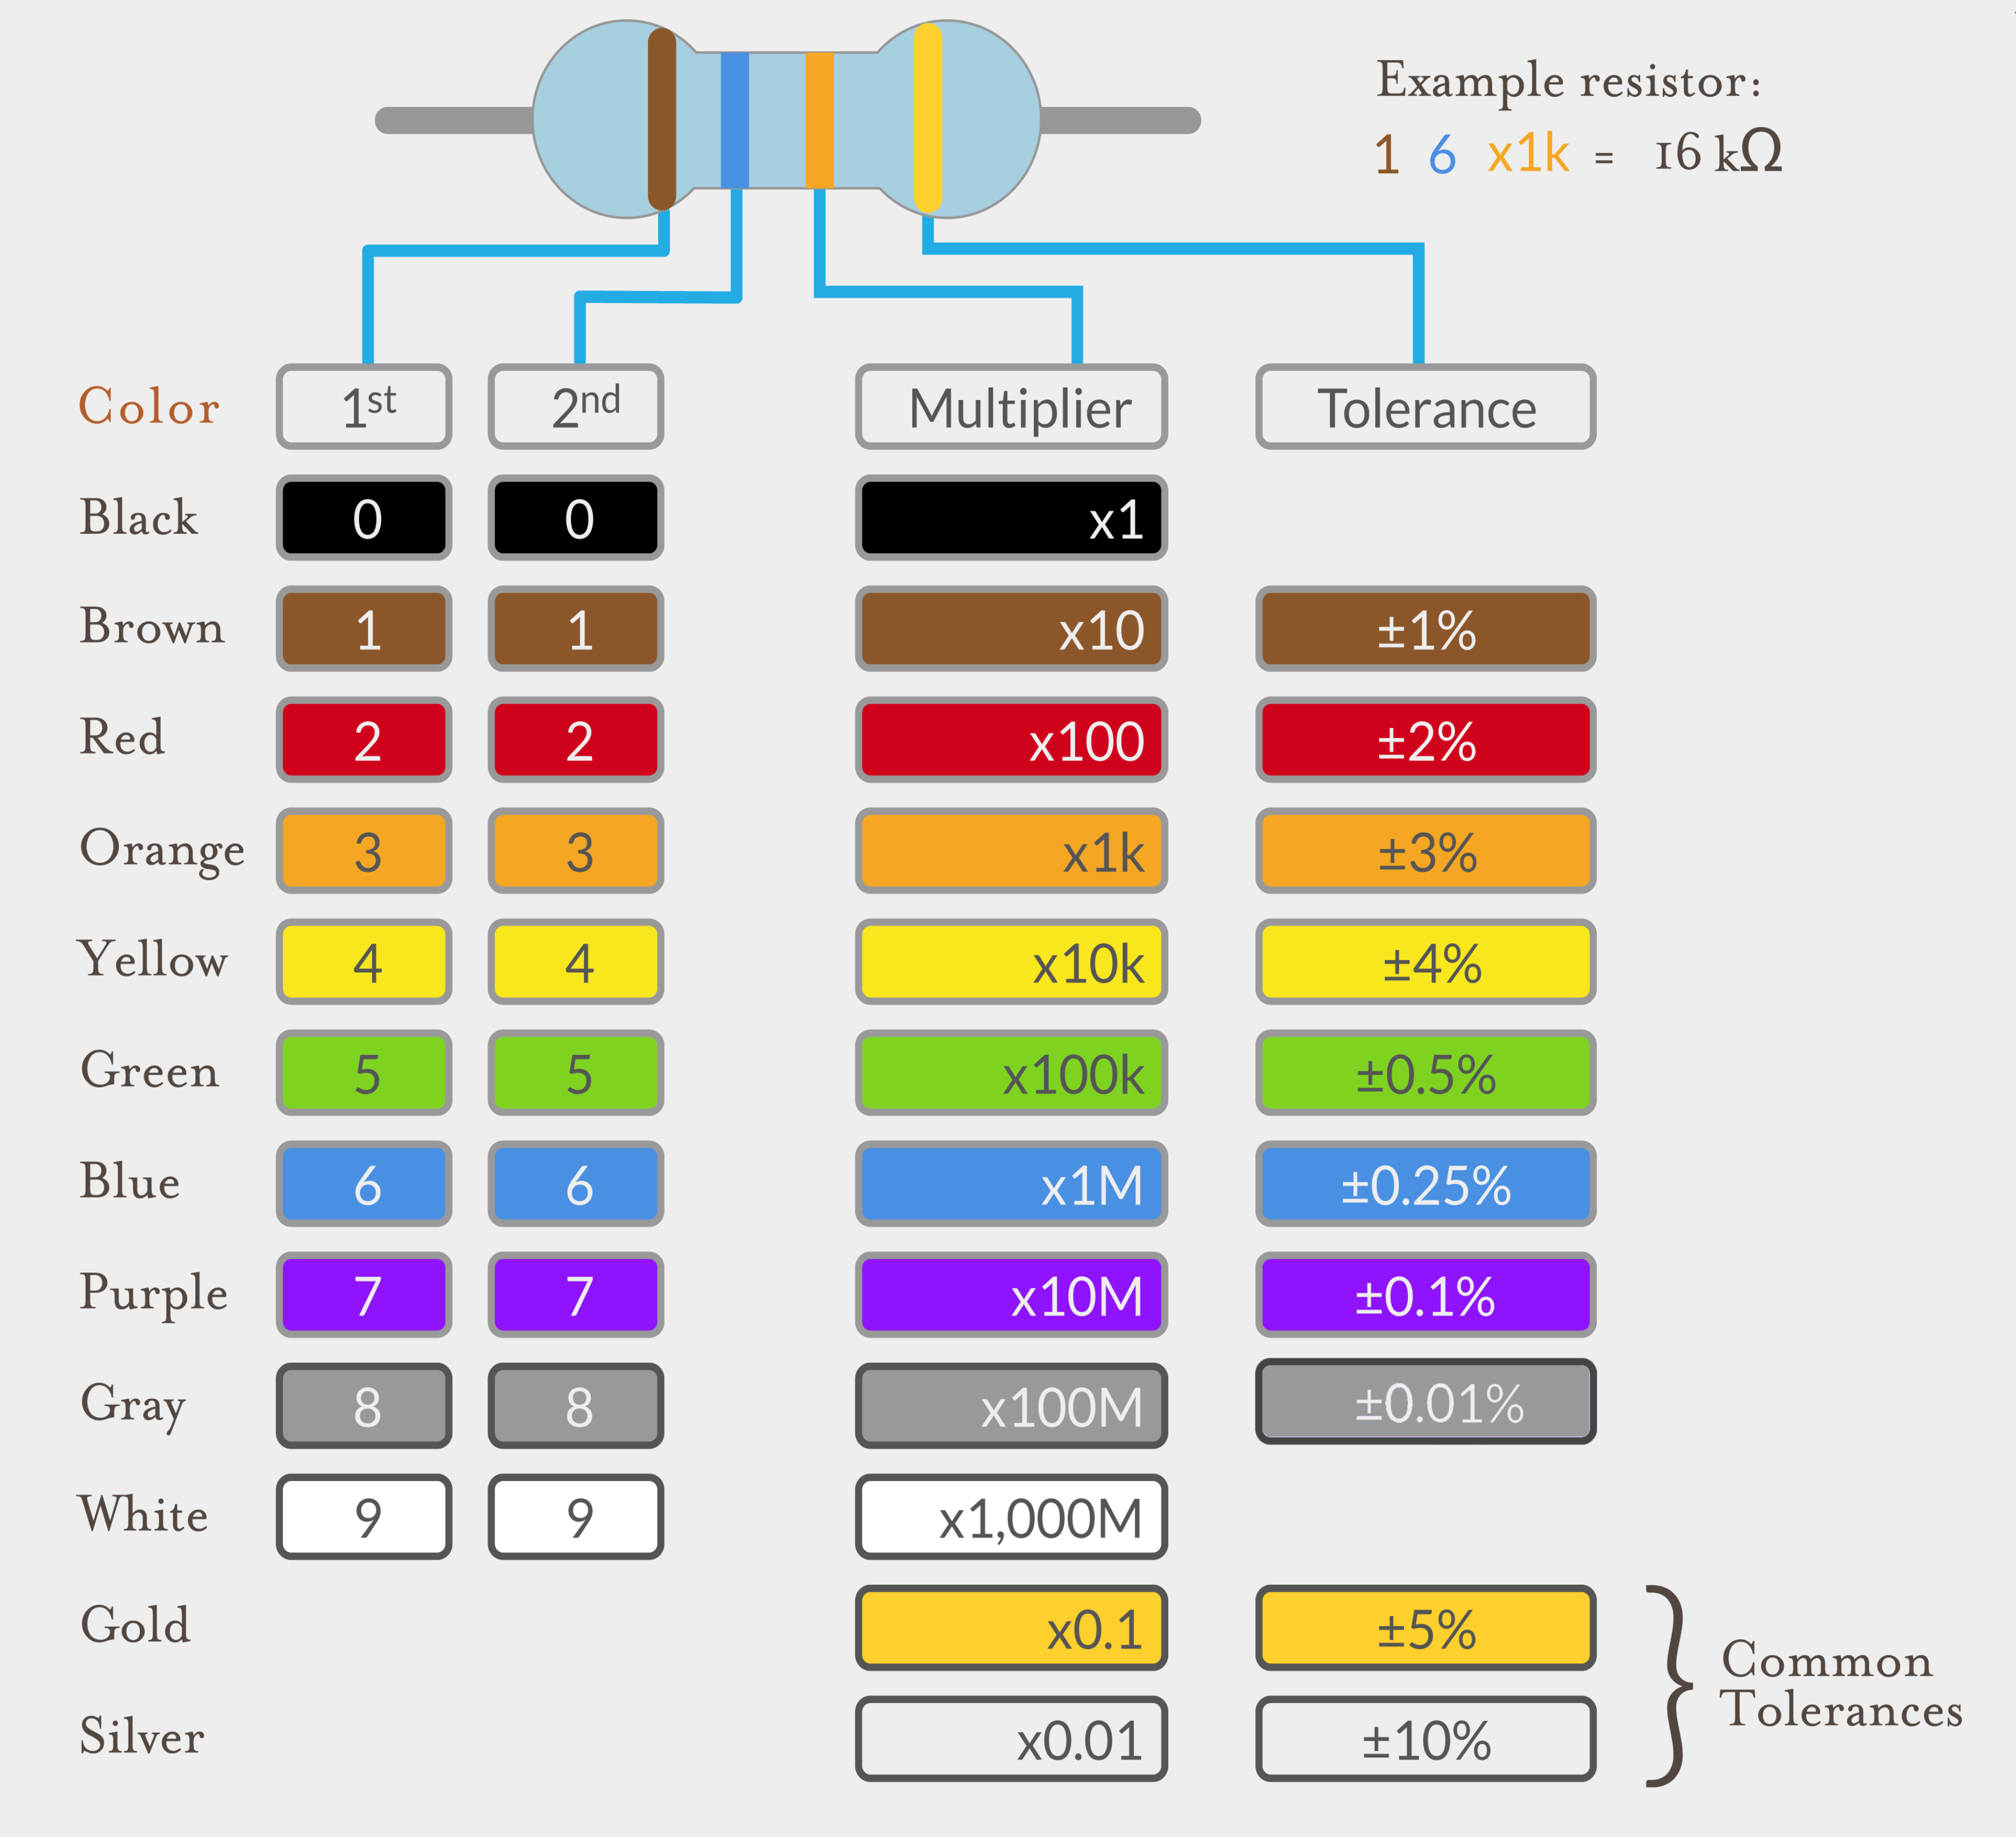 Example resistor:
1 6 x1k = 16 kΩ
Color 1st 2nd Multiplier Tolerance
Black 0 0 x1
Brown 1 1 x10 ±1%
Red 2 2 x100 ±2%
Orange 3 3 x1k ±3%
Yellow 4 4 x10k ±4%
Green 5 5 x100k ±0.5%
Blue 6 6 x1M ±0.25%
Purple 7 7 x10M ±0.1%
Gray 8 8 x100M ±0.01%
White 9 9 x1,000M
Gold x0.1 ±5%
Silver x0.01 ±10%
Common
Tolerances